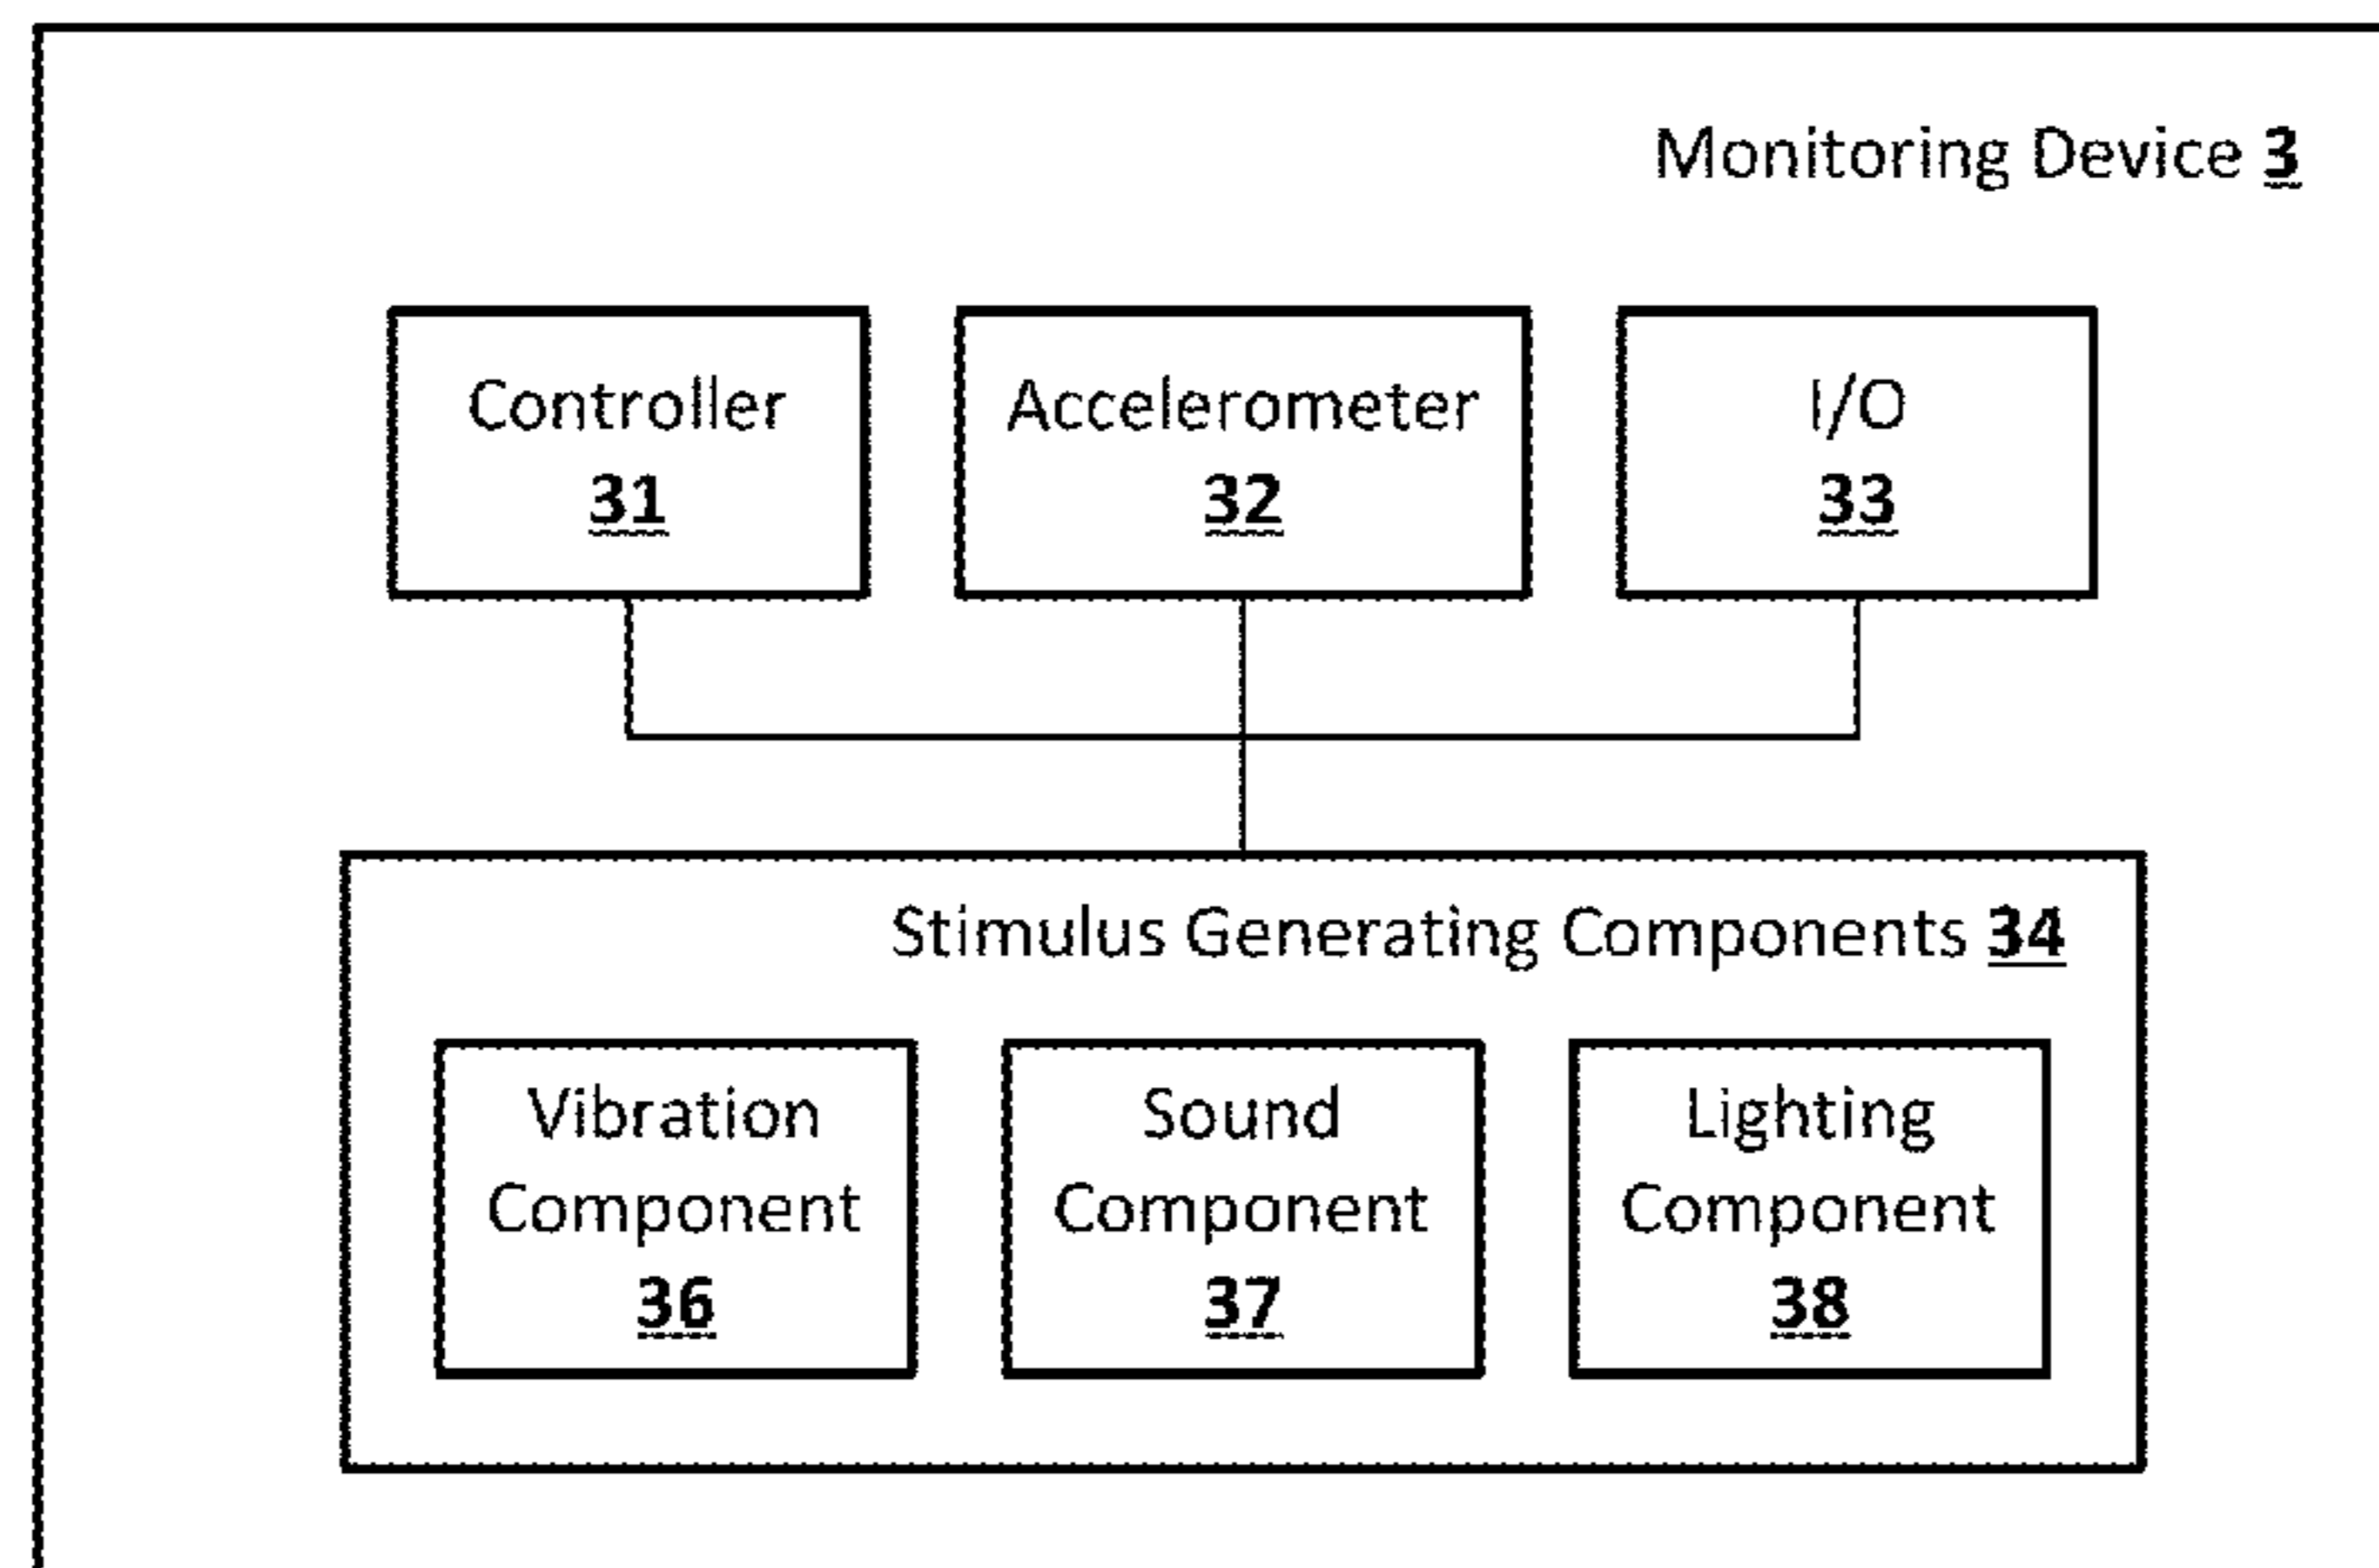 Monitoring Device 3
Controller
31
Accelerometer
32
I/O
33
Stimulus Generating Components 34
Vibration
Component
36
Sound
Component
37
Lighting
Component
38